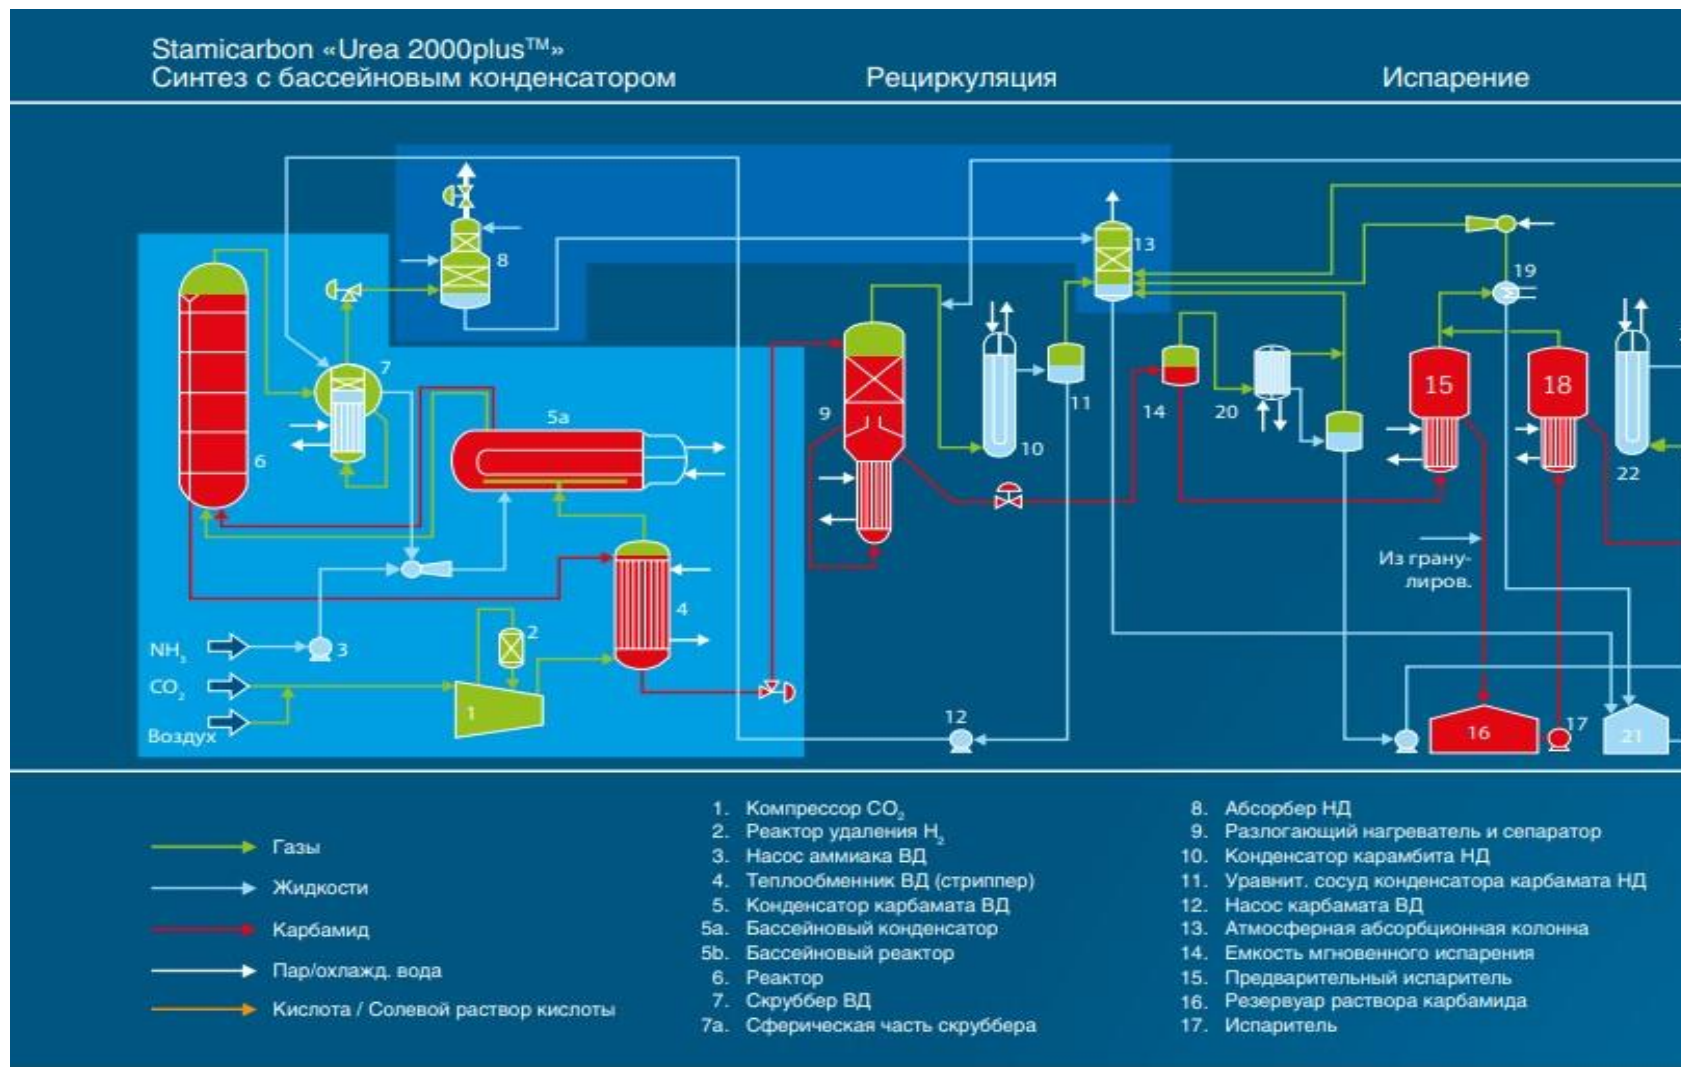 Stamicarbon «Urea 2000plus™»
Синтез с бассейновым конденсатором
Рециркуляция
Испарение
8
13
19
7
5a
15
18
9
11
14
20
10
22
6
Из грану-
лиров.
4
2
NH₃
3
CO₂
1
12
17
16
21
Воздух
Газы
Жидкости
Карбамид
Пар/охлажд. вода
Кислота / Солевой раствор кислоты
1. Компрессор CO₂
2. Реактор удаления H₂
3. Насос аммиака ВД
4. Теплообменник ВД (стриппер)
5. Конденсатор карбамата ВД
5a. Бассейновый конденсатор
5b. Бассейновый реактор
6. Реактор
7. Скруббер ВД
7a. Сферическая часть скруббера
8. Абсорбер НД
9. Разлогающий нагреватель и сепаратор
10. Конденсатор карамбита НД
11. Уравнит. сосуд конденсатора карбамата НД
12. Насос карбамата ВД
13. Атмосферная абсорбционная колонна
14. Емкость мгновенного испарения
15. Предварительный испаритель
16. Резервуар раствора карбамида
17. Испаритель